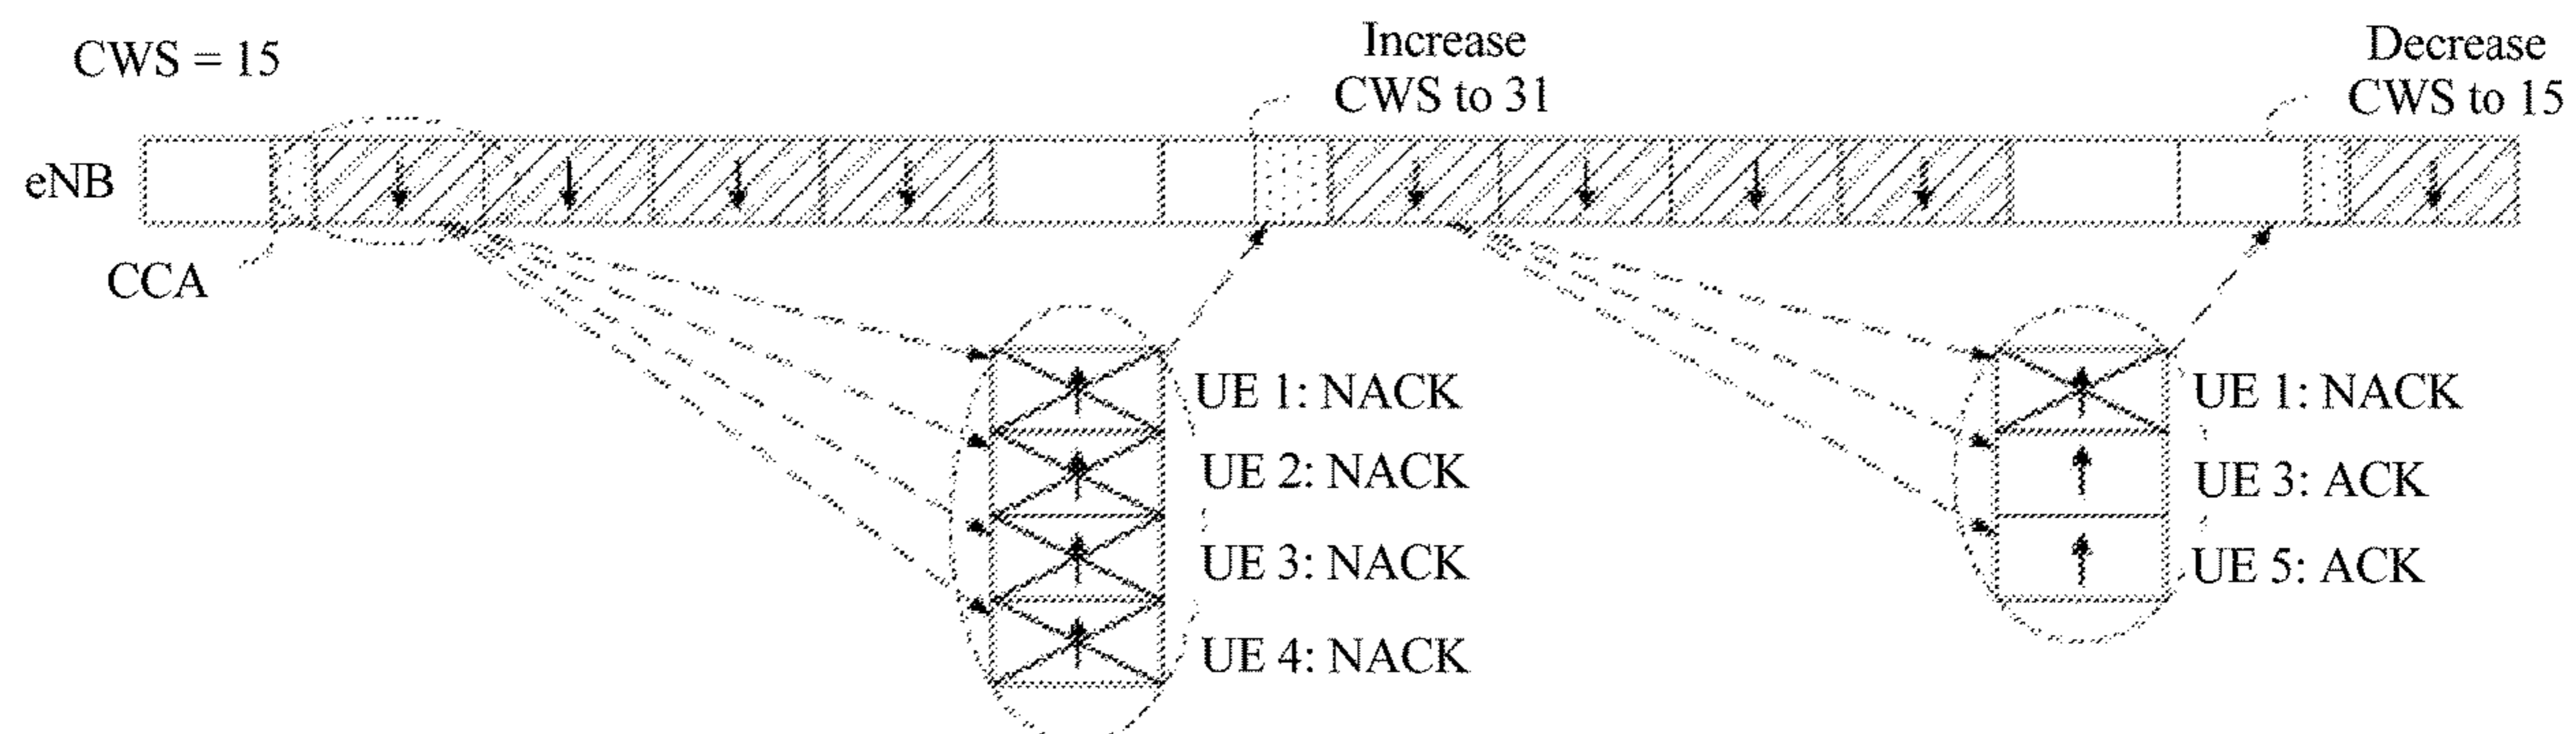 CWS = 15
Increase
CWS to 31
Decrease
CWS to 15
eNB
CCA
UE 1: NACK
UE 2: NACK
UE 3: NACK
UE 4: NACK
UE 1: NACK
UE 3: ACK
UE 5: ACK